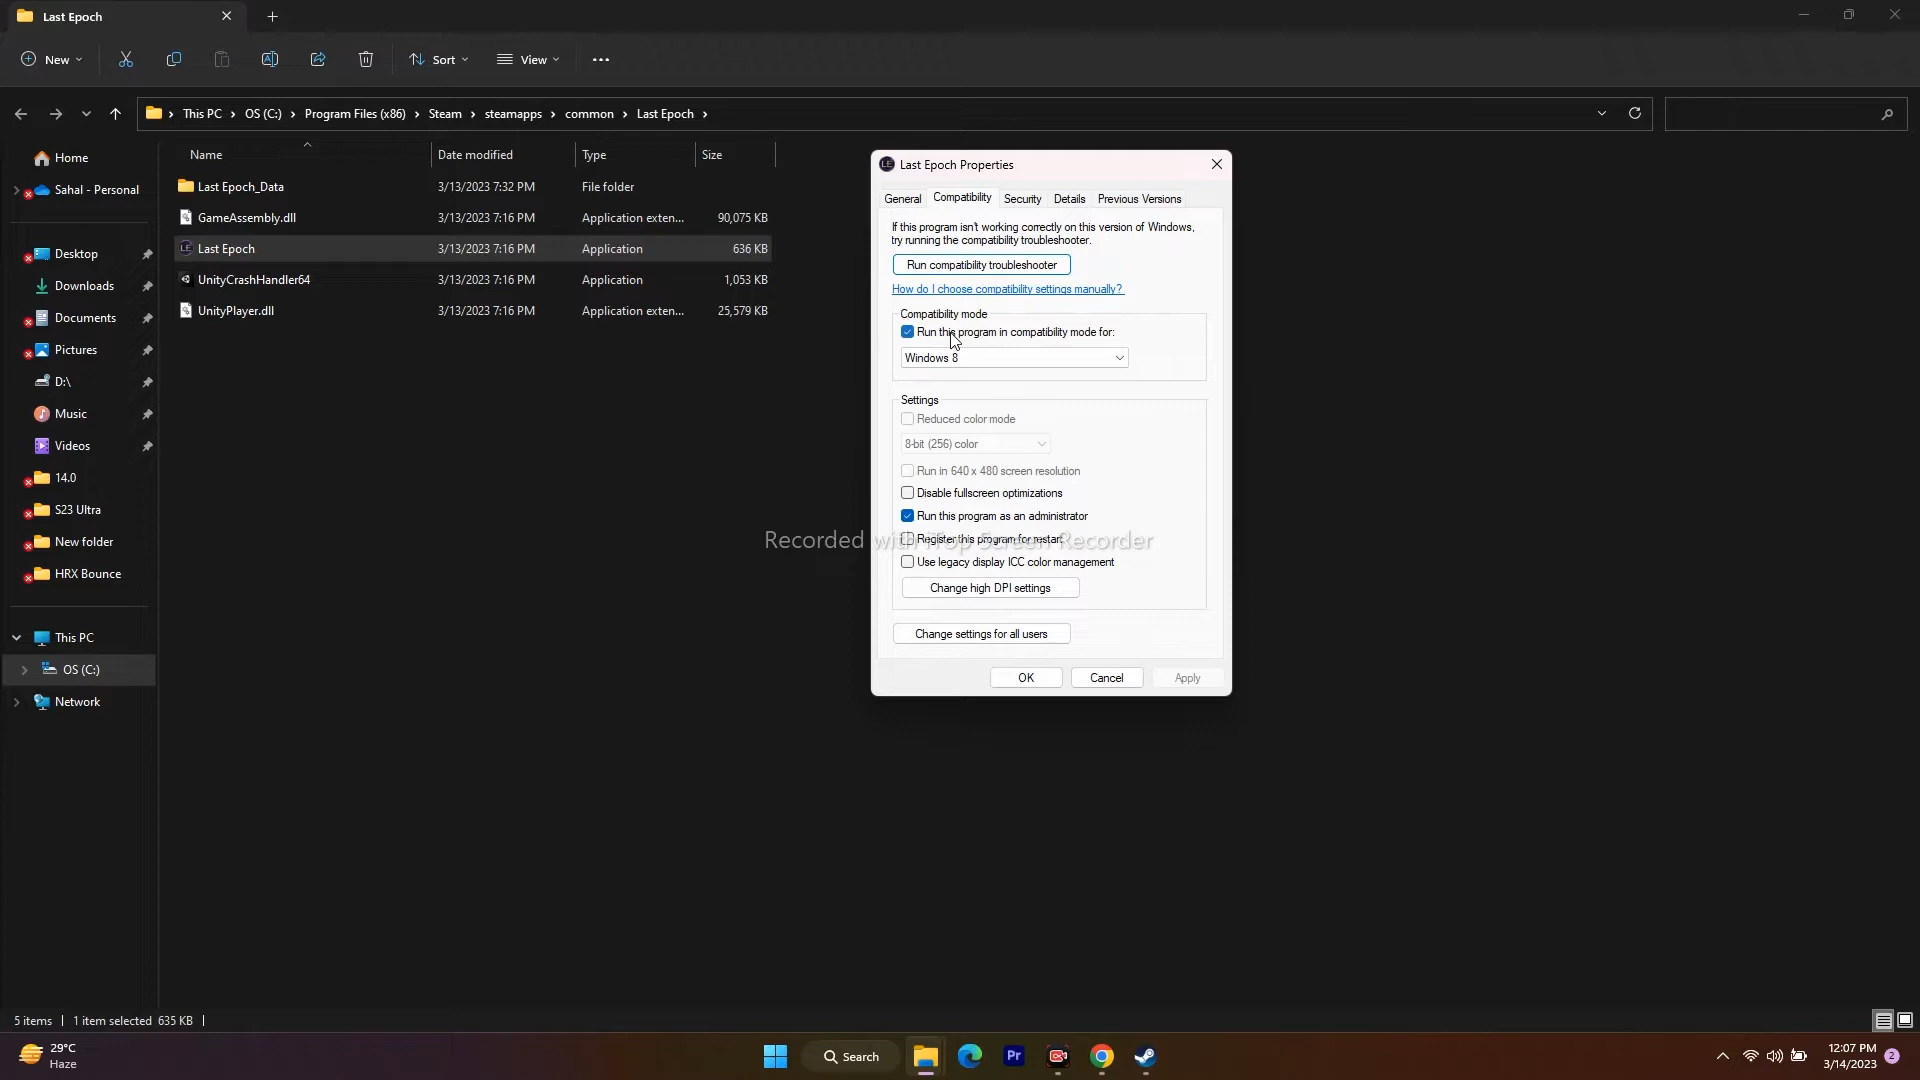 Last Epoch
New
Sort
View
This PC > OS (C:) > Program Files (x86) > Steam > steamapps > common > Last Epoch >
Name
Date modified
Type
Size
Home
Sahal - Personal
Desktop
Downloads
Documents
Pictures
D:\
Music
Videos
14.0
S23 Ultra
New folder
HRX Bounce
This PC
OS (C:)
Network
Last Epoch_Data 3/13/2023 7:32 PM File folder
GameAssembly.dll 3/13/2023 7:16 PM Application exten... 90,075 KB
Last Epoch 3/13/2023 7:16 PM Application 636 KB
UnityCrashHandler64 3/13/2023 7:16 PM Application 1,053 KB
UnityPlayer.dll 3/13/2023 7:16 PM Application exten... 25,579 KB
LE Last Epoch Properties
General Compatibility Security Details Previous Versions
If this program isn't working correctly on this version of Windows,
try running the compatibility troubleshooter.
Run compatibility troubleshooter
How do I choose compatibility settings manually?
Compatibility mode
Run this program in compatibility mode for:
Windows 8
Settings
Reduced color mode
8-bit (256) color
Run in 640 x 480 screen resolution
Disable fullscreen optimizations
Run this program as an administrator
Register this program for restart
Use legacy display ICC color management
Change high DPI settings
Change settings for all users
OK Cancel Apply
Recorded with iTop Screen Recorder
5 items | 1 item selected 635 KB |
29°C
Haze
Search
Pr
12:07 PM
3/14/2023
2